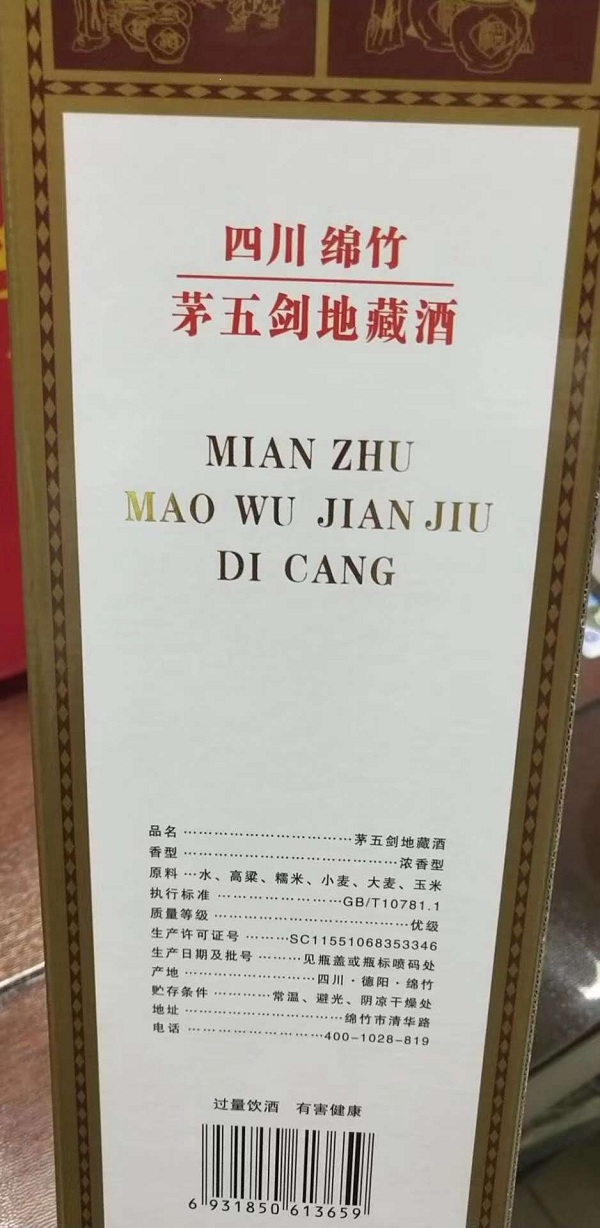 四川 绵竹
茅五剑地藏酒
MIAN ZHU
MAO WU JIAN JIU
DI CANG
品名 ………………………………茅五剑地藏酒
香型 ………………………………………浓香型
原料 …水、高粱、糯米、小麦、大麦、玉米
执行标准 ……………………GB/T10781.1
质量等级 ……………………………………优级
生产许可证号 ………SC11551068353346
生产日期及批号 ………见瓶盖或瓶标喷码处
产地 ………………………四川·德阳·绵竹
贮存条件 …………常温、避光、阴凉干燥处
地址 ……………………………绵竹市清华路
电话 ………………………400-1028-819
过量饮酒 有害健康
6 931850 613659